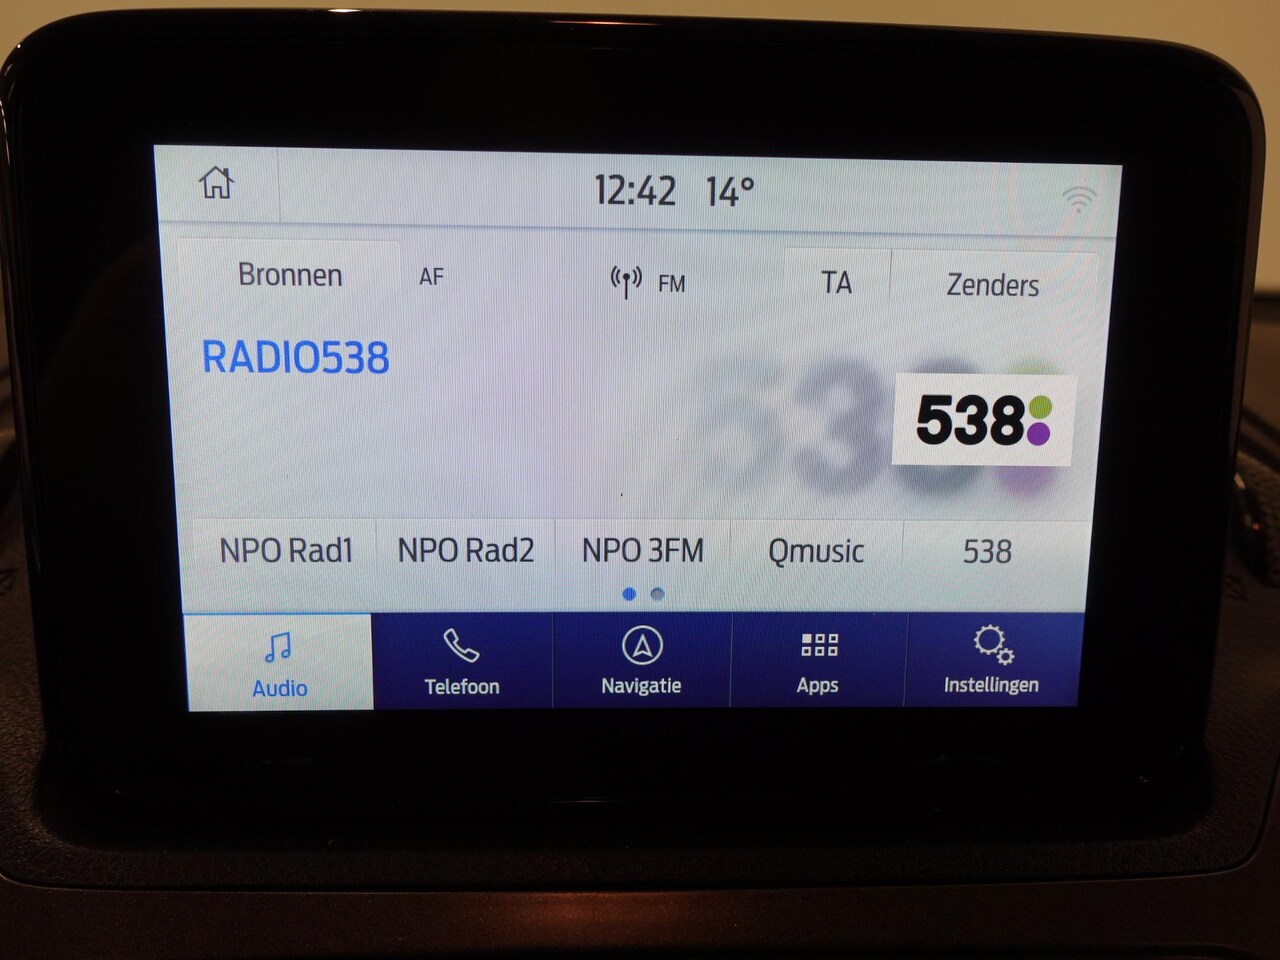 12:42 14°
Bronnen AF FM TA Zenders
RADIO538
538
NPO Rad1 NPO Rad2 NPO 3FM Qmusic 538
Audio Telefoon Navigatie Apps Instellingen